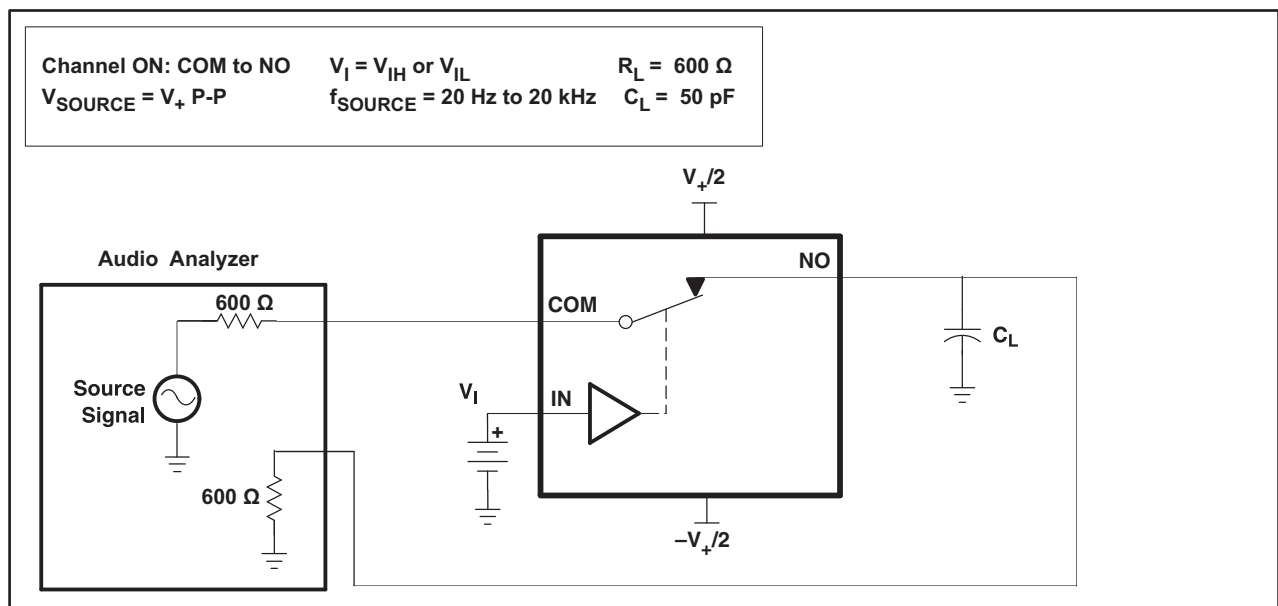 Channel ON: COM to NO V_I = V_IH or V_IL R_L = 600 Ω
V_SOURCE = V_+ P-P f_SOURCE = 20 Hz to 20 kHz C_L = 50 pF
V_+/2
Audio Analyzer
NO
600 Ω
COM
C_L
Source
Signal
V_I
IN
+
600 Ω
–V_+/2